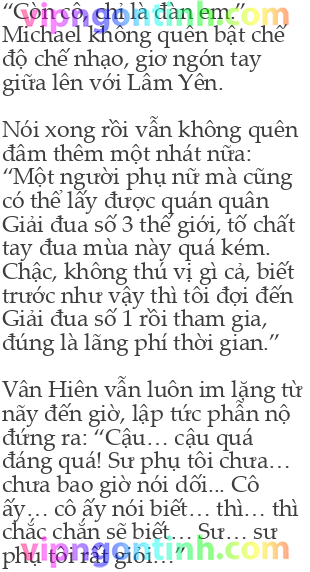 “Còn cô, chỉ là đàn em.”
Michael không quên bật chế
độ chế nhạo, giơ ngón tay
giữa lên với Lâm Yên.
Nói xong rồi vẫn không quên
đâm thêm một nhát nữa:
“Một người phụ nữ mà cũng
có thể lấy được quán quân
Giải đua số 3 thế giới, tố chất
tay đua mùa này quá kém.
Chậc, không thú vị gì cả, biết
trước như vậy thì tôi đợi đến
Giải đua số 1 rồi tham gia,
đúng là lãng phí thời gian.”
Vân Hiên vẫn luôn im lặng từ
nãy đến giờ, lập tức phẫn nộ
đứng ra: “Cậu… cậu quá
đáng quá! Sư phụ tôi chưa…
chưa bao giờ nói dối... Cô
ấy… cô ấy nói biết… thì… thì
chắc chắn sẽ biết… Sư… sư
phụ tôi rất giỏi…”
vipngontinh.com
vipngontinh.com